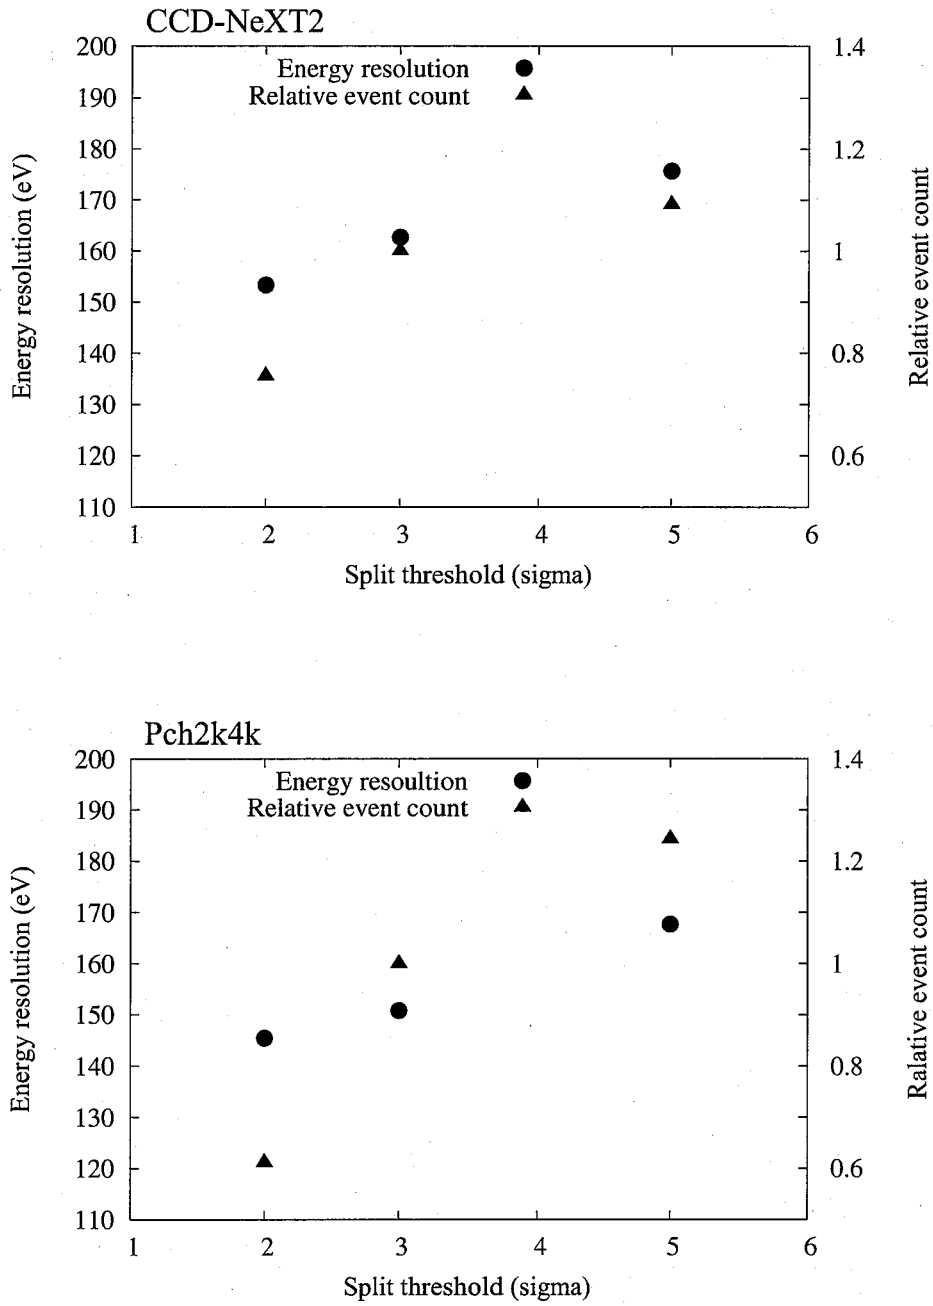 CCD-NeXT2
200
190
180
170
160
150
140
130
120
110
1.4
1.2
1
0.8
0.6
Energy resolution
Relative event count
Energy resolution (eV)
Relative event count
1 2 3 4 5 6
Split threshold (sigma)
Pch2k4k
200
190
180
170
160
150
140
130
120
110
1.4
1.2
1
0.8
0.6
Energy resoultion
Relative event count
Energy resolution (eV)
Ralative event count
1 2 3 4 5 6
Split threshold (sigma)